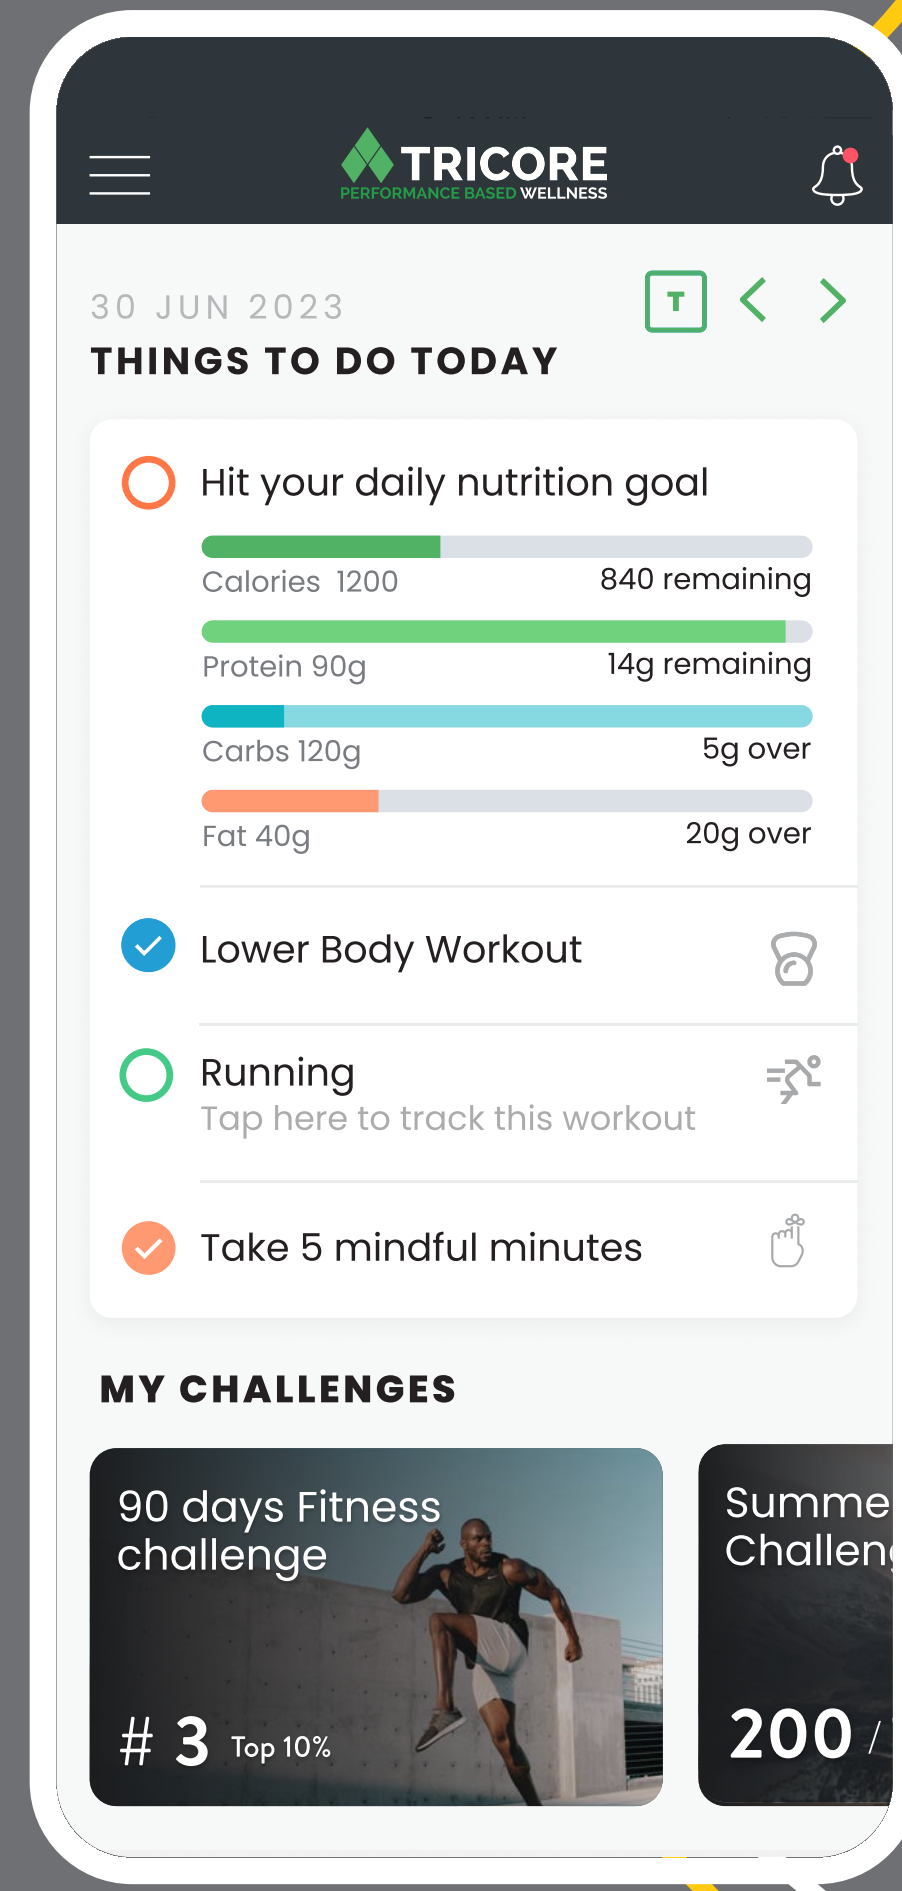 TRICORE
PERFORMANCE BASED WELLNESS
30 JUN 2023
T
THINGS TO DO TODAY
Hit your daily nutrition goal
Calories 1200 840 remaining
Protein 90g 14g remaining
Carbs 120g 5g over
Fat 40g 20g over
Lower Body Workout
Running
Tap here to track this workout
Take 5 mindful minutes
MY CHALLENGES
90 days Fitness
challenge
# 3 Top 10%
Summe
Challen
200 /